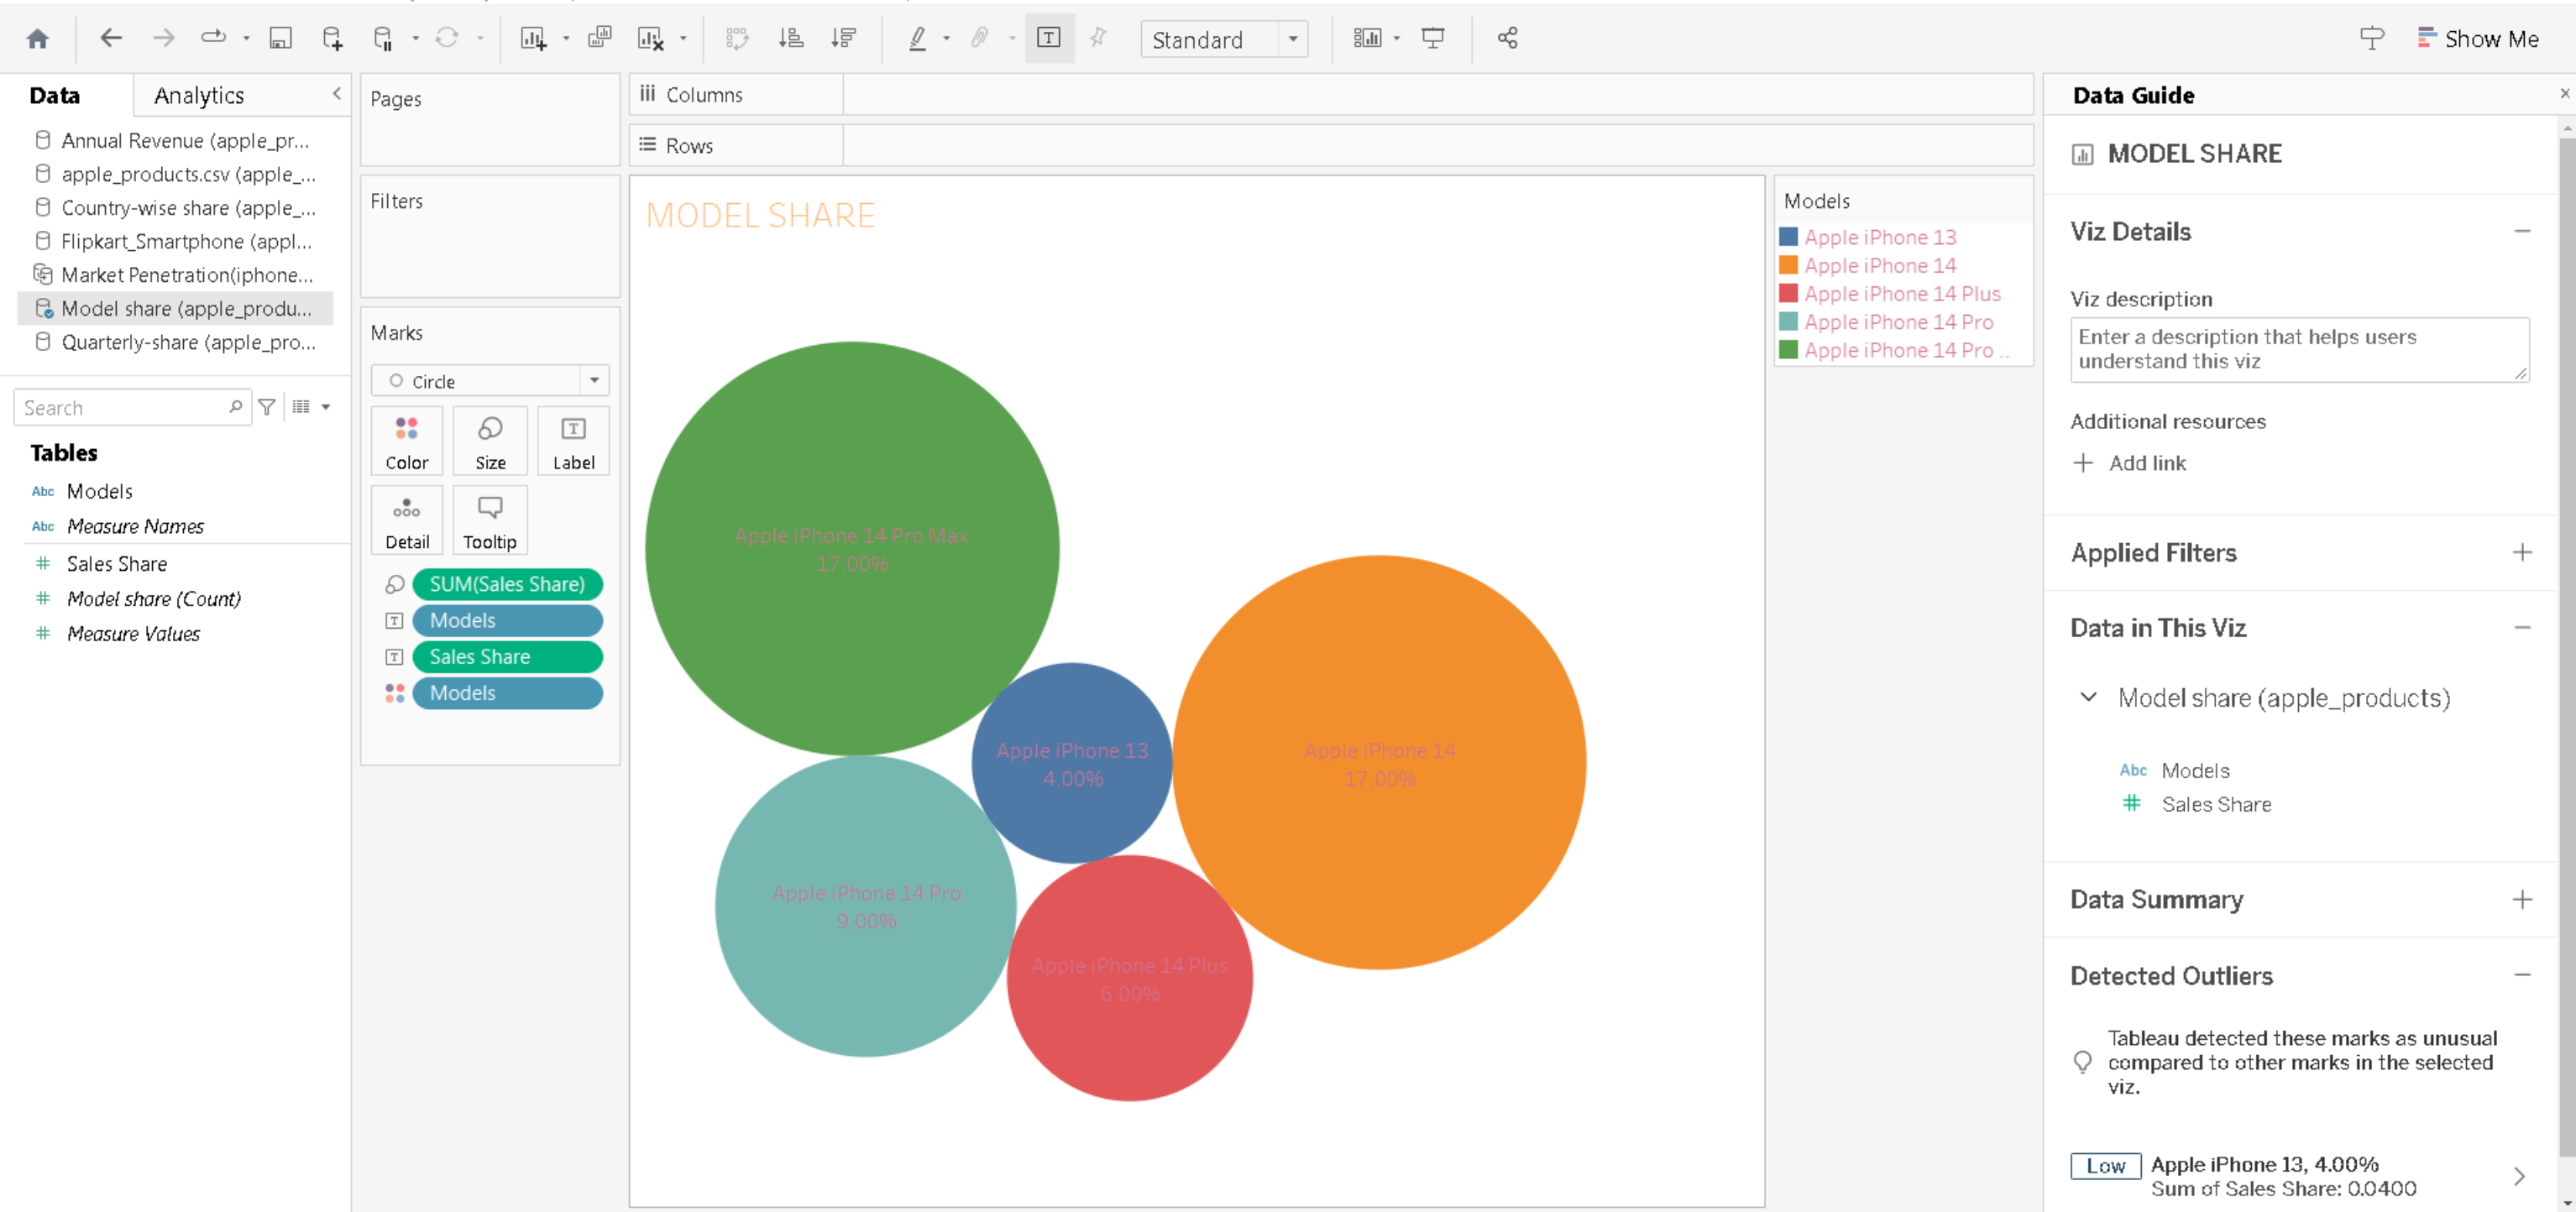 Standard
Show Me
Data
Analytics
Annual Revenue (apple_pr...
apple_products.csv (apple_...
Country-wise share (apple_...
Flipkart_Smartphone (appl...
Market Penetration(iphone...
Model share (apple_produ...
Quarterly-share (apple_pro...
Search
Tables
Abc Models
Abc Measure Names
# Sales Share
# Model share (Count)
# Measure Values
Pages
Filters
Marks
Circle
Color
Size
Label
Detail
Tooltip
SUM(Sales Share)
Models
Sales Share
Models
Columns
Rows
MODEL SHARE
Apple iPhone 14 Pro Max
17.00%
Apple iPhone 13
4.00%
Apple iPhone 14
17.00%
Apple iPhone 14 Pro
9.00%
Apple iPhone 14 Plus
6.00%
Models
Apple iPhone 13
Apple iPhone 14
Apple iPhone 14 Plus
Apple iPhone 14 Pro
Apple iPhone 14 Pro ..
Data Guide
MODEL SHARE
Viz Details
Viz description
Enter a description that helps users
understand this viz
Additional resources
+ Add link
Applied Filters
Data in This Viz
Model share (apple_products)
Abc Models
# Sales Share
Data Summary
Detected Outliers
Tableau detected these marks as unusual
compared to other marks in the selected
viz.
Low
Apple iPhone 13, 4.00%
Sum of Sales Share: 0.0400